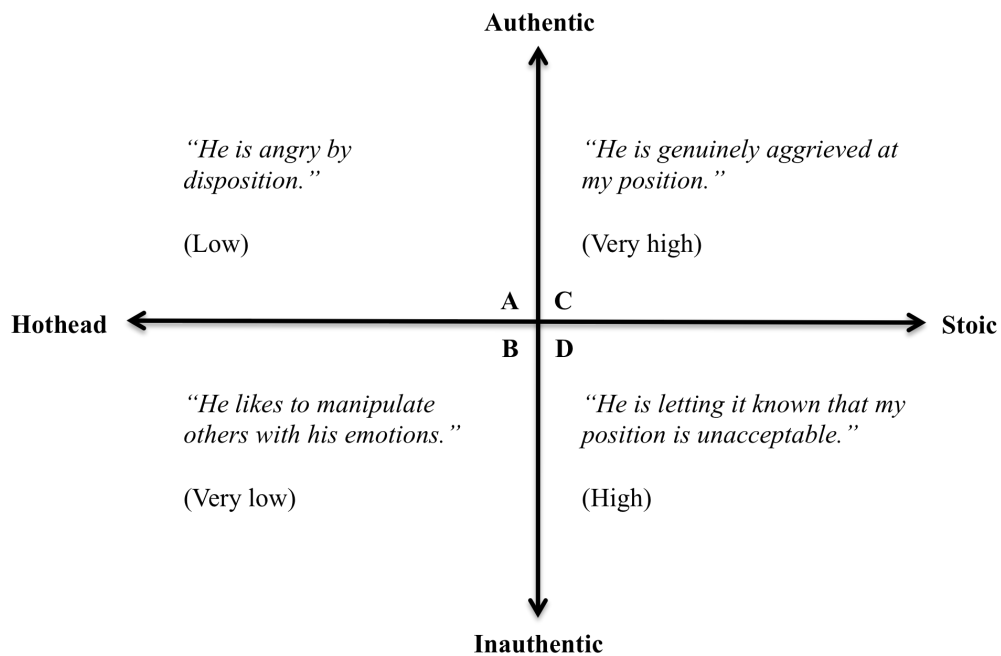 Authentic
“He is angry by
disposition.”
(Low)
“He is genuinely aggrieved at
my position.”
(Very high)
A
C
Hothead
Stoic
B
D
“He likes to manipulate
others with his emotions.”
(Very low)
“He is letting it known that my
position is unacceptable.”
(High)
Inauthentic